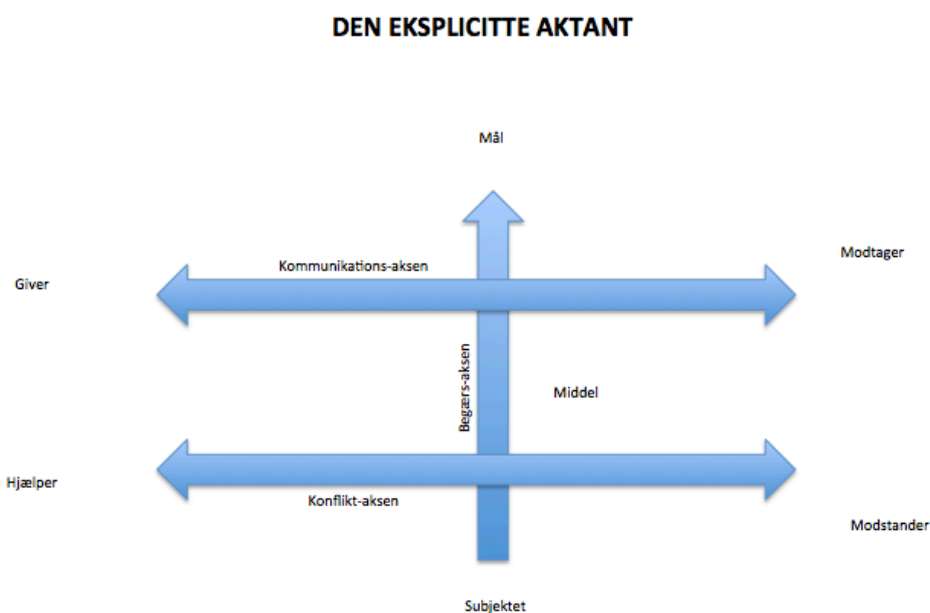 DEN EKSPLICITTE AKTANT
Mål
Modtager
Kommunikations-aksen
Giver
Begærs-aksen
Middel
Hjælper
Konflikt-aksen
Modstander
Subjektet